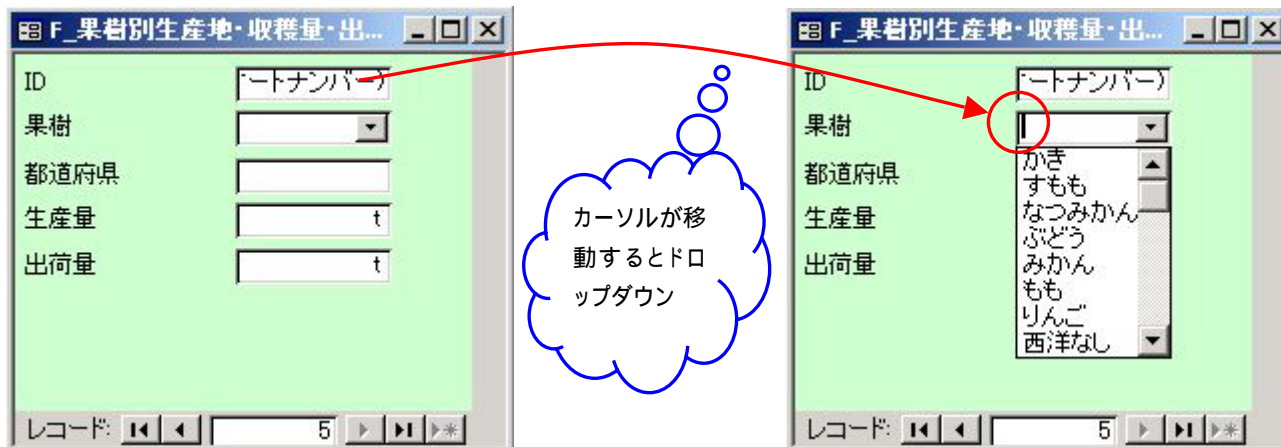 F_果樹別生産地・収穫量・出...
ID
ートナンバー)
果樹
都道府県
生産量
t
出荷量
t
レコード:
5
カーソルが移
動するとドロ
ップダウン
F_果樹別生産地・収穫量・出...
ID
ートナンバー)
果樹
かき
すもも
なつみかん
ぶどう
みかん
もも
りんご
西洋なし
都道府県
生産量
出荷量
レコード:
5